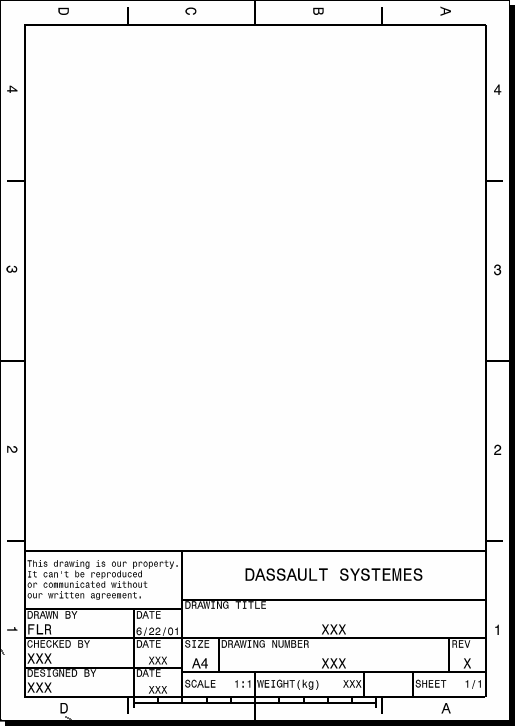 D C B A
4 4
3 3
2 2
1 1
This drawing is our property.
It can't be reproduced
or communicated without
our written agreement.
DASSAULT SYSTEMES
DRAWING TITLE
XXX
DRAWN BY DATE
FLR 6/22/01
CHECKED BY DATE
XXX XXX
DESIGNED BY DATE
XXX XXX
SIZE DRAWING NUMBER REV
A4 XXX X
SCALE 1:1 WEIGHT(kg) XXX SHEET 1/1
D A